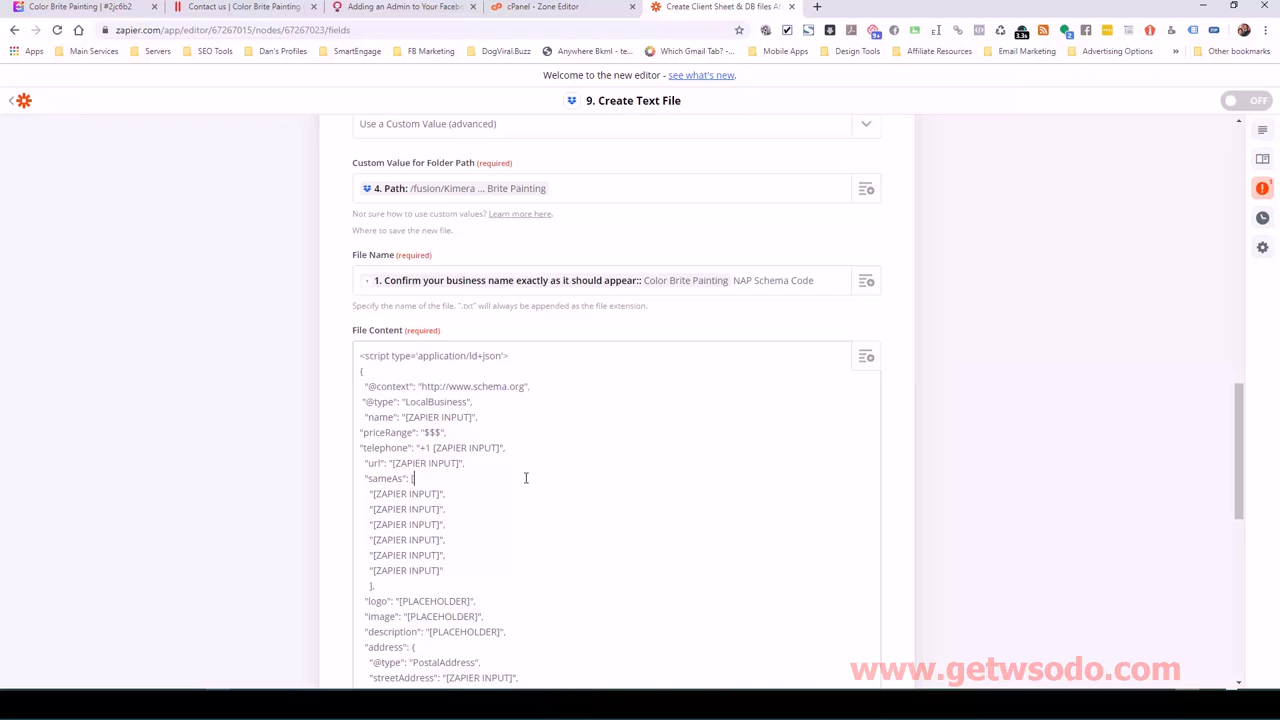 Color Brite Painting | #2jc6b2
Contact us | Color Brite Painting
Adding an Admin to Your Facebo
cPanel - Zone Editor
Create Client Sheet & DB files Af
zapier.com/app/editor/67267015/nodes/67267023/fields
Apps Main Services Servers SEO Tools Dan's Profiles SmartEngage FB Marketing DogViral.Buzz Anywhere Bkml - te... Which Gmail Tab? -... Mobile Apps Design Tools Affiliate Resources Email Marketing Advertising Options » Other bookmarks
Welcome to the new editor - see what's new.
9. Create Text File
OFF
Use a Custom Value (advanced)
Custom Value for Folder Path (required)
4. Path: /fusion/Kimera ... Brite Painting
Not sure how to use custom values? Learn more here.
Where to save the new file.
File Name (required)
1. Confirm your business name exactly as it should appear:: Color Brite Painting NAP Schema Code
Specify the name of the file. ".txt" will always be appended as the file extension.
File Content (required)
<script type='application/ld+json'>
{
"@context": "http://www.schema.org",
"@type": "LocalBusiness",
"name": "[ZAPIER INPUT]",
"priceRange": "$$$",
"telephone": "+1 [ZAPIER INPUT]",
"url": "[ZAPIER INPUT]",
"sameAs": [
"[ZAPIER INPUT]",
"[ZAPIER INPUT]",
"[ZAPIER INPUT]",
"[ZAPIER INPUT]",
"[ZAPIER INPUT]",
"[ZAPIER INPUT]"
],
"logo": "[PLACEHOLDER]",
"image": "[PLACEHOLDER]",
"description": "[PLACEHOLDER]",
"address": {
"@type": "PostalAddress",
"streetAddress": "[ZAPIER INPUT]",
www.getwsodo.com